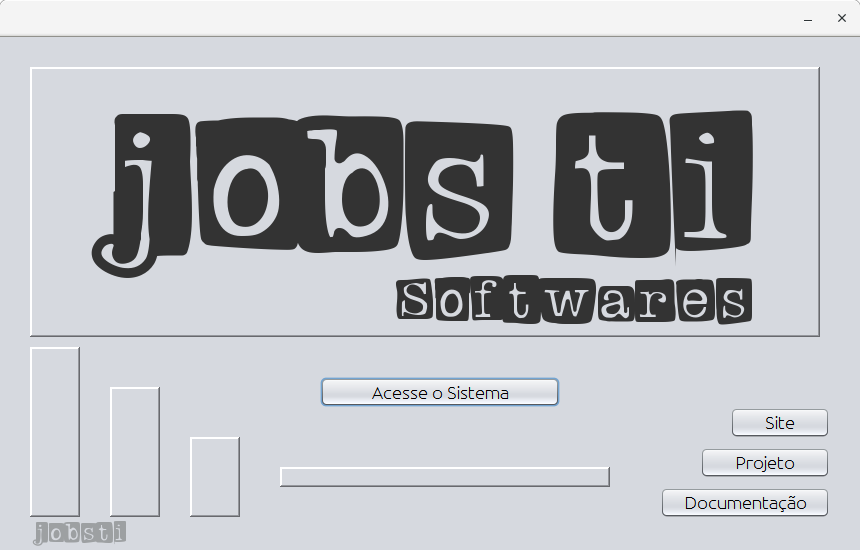 jobs ti
Softwares
Acesse o Sistema
Site
Projeto
Documentação
jobsti